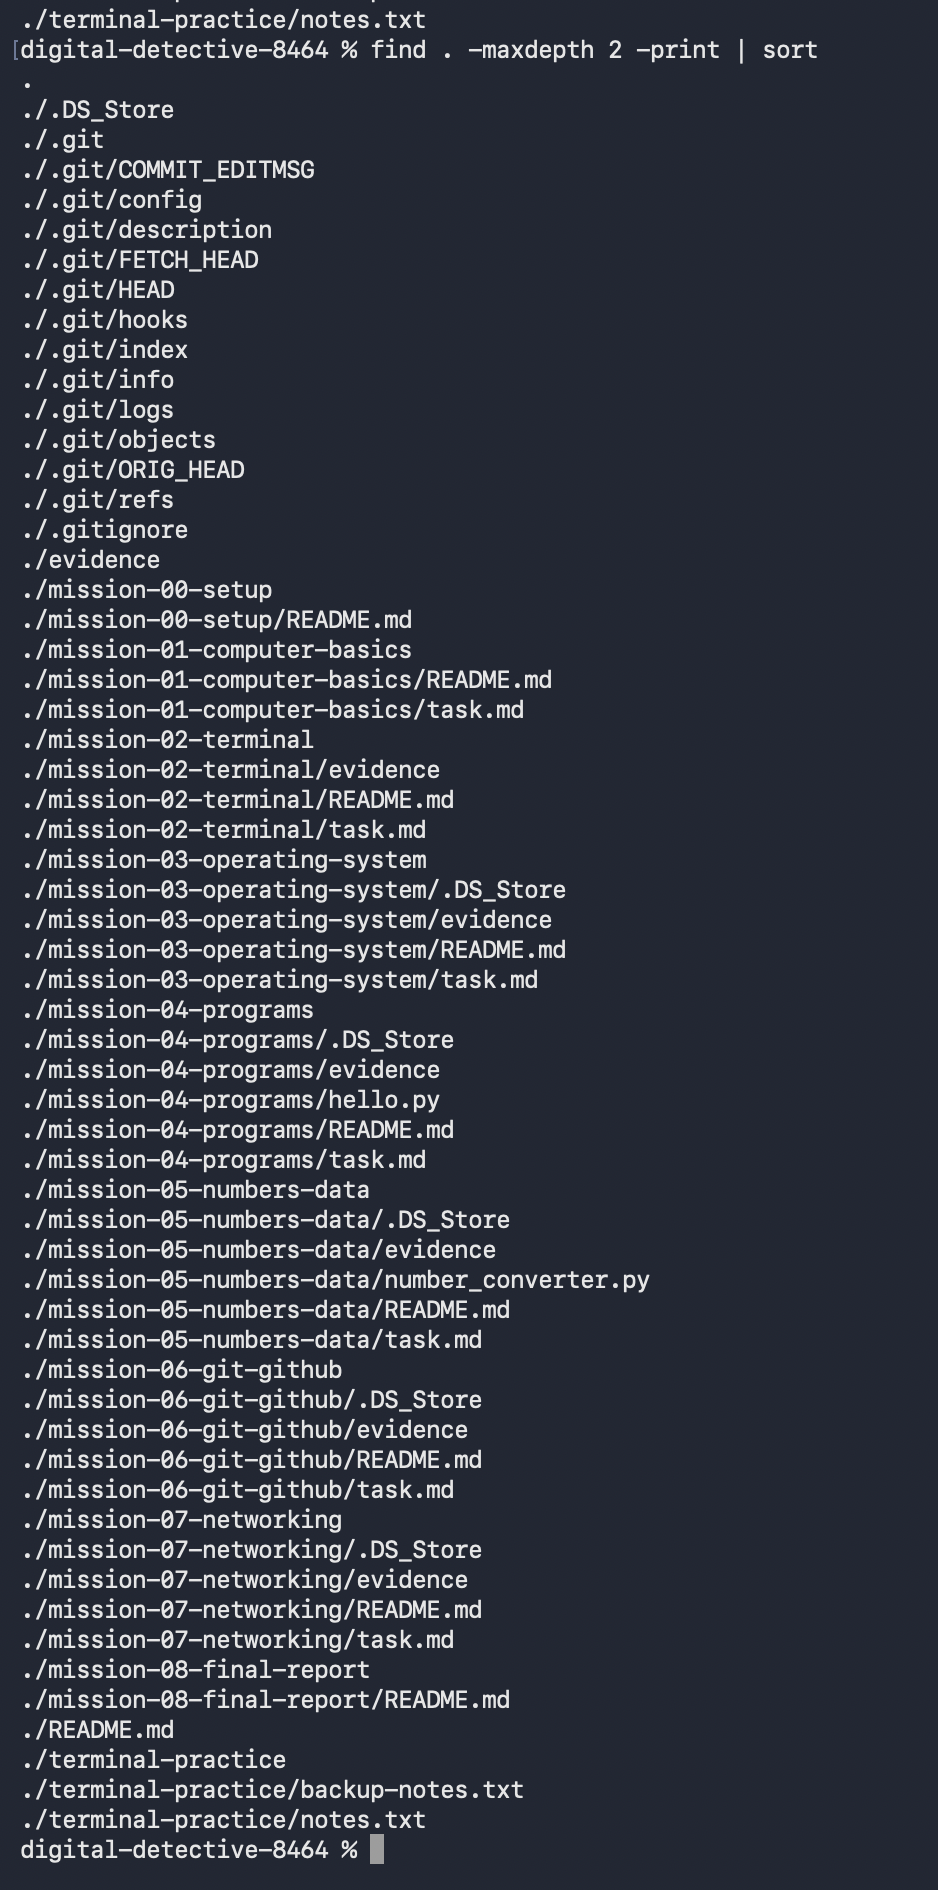 ./terminal-practice/notes.txt
[digital-detective-8464 % find . -maxdepth 2 -print | sort
.
./.DS_Store
./.git
./.git/COMMIT_EDITMSG
./.git/config
./.git/description
./.git/FETCH_HEAD
./.git/HEAD
./.git/hooks
./.git/index
./.git/info
./.git/logs
./.git/objects
./.git/ORIG_HEAD
./.git/refs
./.gitignore
./evidence
./mission-00-setup
./mission-00-setup/README.md
./mission-01-computer-basics
./mission-01-computer-basics/README.md
./mission-01-computer-basics/task.md
./mission-02-terminal
./mission-02-terminal/evidence
./mission-02-terminal/README.md
./mission-02-terminal/task.md
./mission-03-operating-system
./mission-03-operating-system/.DS_Store
./mission-03-operating-system/evidence
./mission-03-operating-system/README.md
./mission-03-operating-system/task.md
./mission-04-programs
./mission-04-programs/.DS_Store
./mission-04-programs/evidence
./mission-04-programs/hello.py
./mission-04-programs/README.md
./mission-04-programs/task.md
./mission-05-numbers-data
./mission-05-numbers-data/.DS_Store
./mission-05-numbers-data/evidence
./mission-05-numbers-data/number_converter.py
./mission-05-numbers-data/README.md
./mission-05-numbers-data/task.md
./mission-06-git-github
./mission-06-git-github/.DS_Store
./mission-06-git-github/evidence
./mission-06-git-github/README.md
./mission-06-git-github/task.md
./mission-07-networking
./mission-07-networking/.DS_Store
./mission-07-networking/evidence
./mission-07-networking/README.md
./mission-07-networking/task.md
./mission-08-final-report
./mission-08-final-report/README.md
./README.md
./terminal-practice
./terminal-practice/backup-notes.txt
./terminal-practice/notes.txt
digital-detective-8464 %